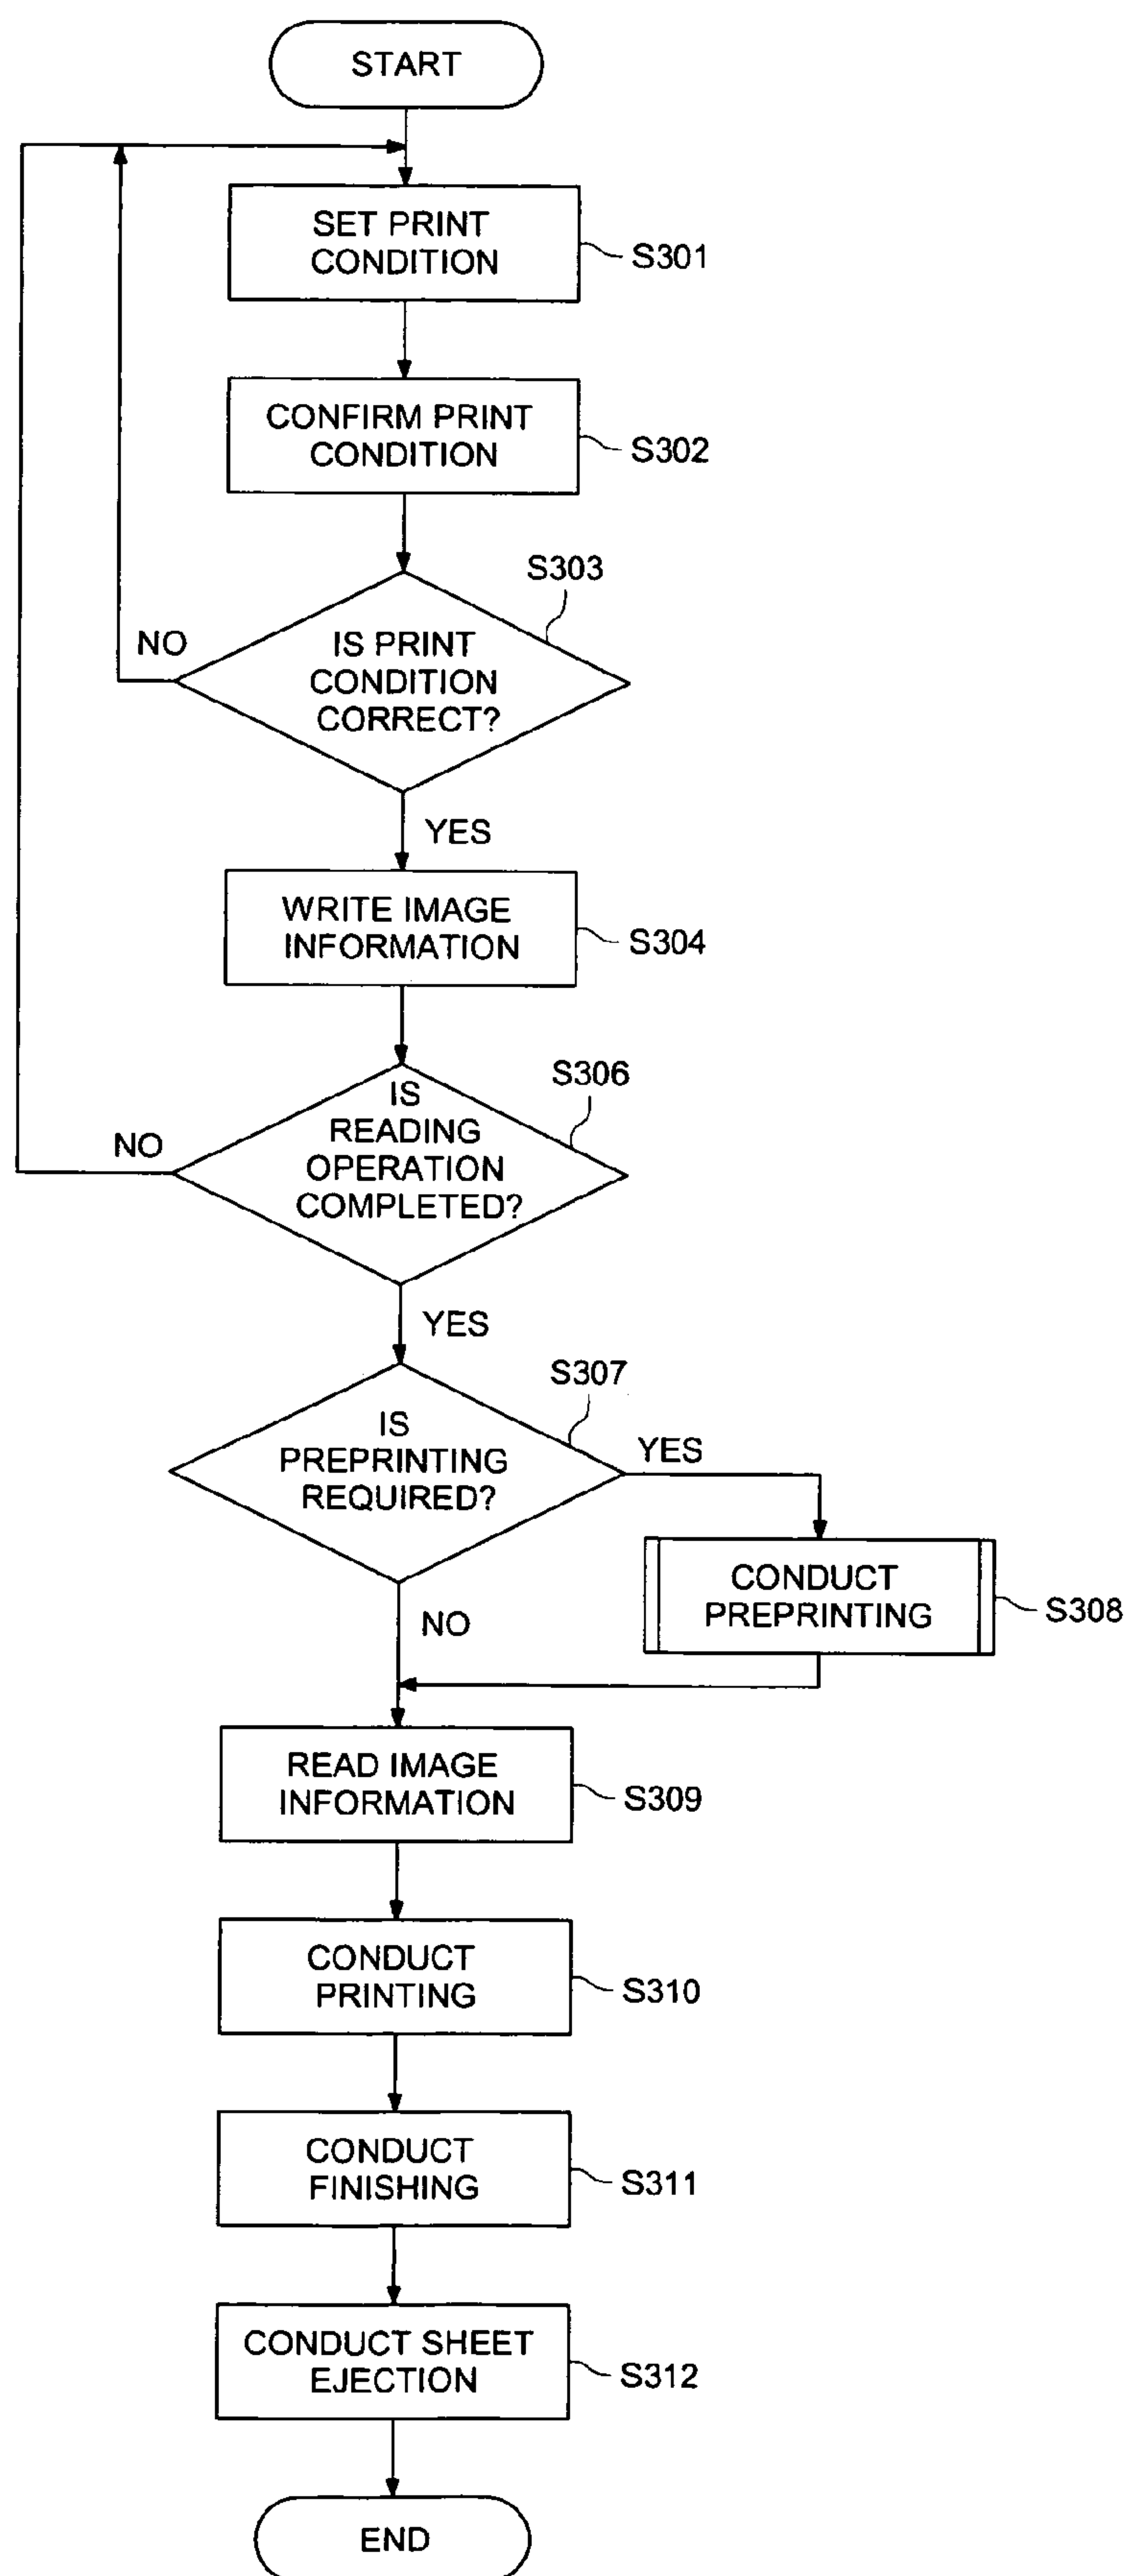 START
SET PRINT
CONDITION
S301
CONFIRM PRINT
CONDITION
S302
S303
NO
IS PRINT
CONDITION
CORRECT?
YES
WRITE IMAGE
INFORMATION
S304
S306
NO
IS
READING
OPERATION
COMPLETED?
YES
S307
IS
PREPRINTING
REQUIRED?
YES
CONDUCT
PREPRINTING
S308
NO
READ IMAGE
INFORMATION
S309
CONDUCT
PRINTING
S310
CONDUCT
FINISHING
S311
CONDUCT SHEET
EJECTION
S312
END